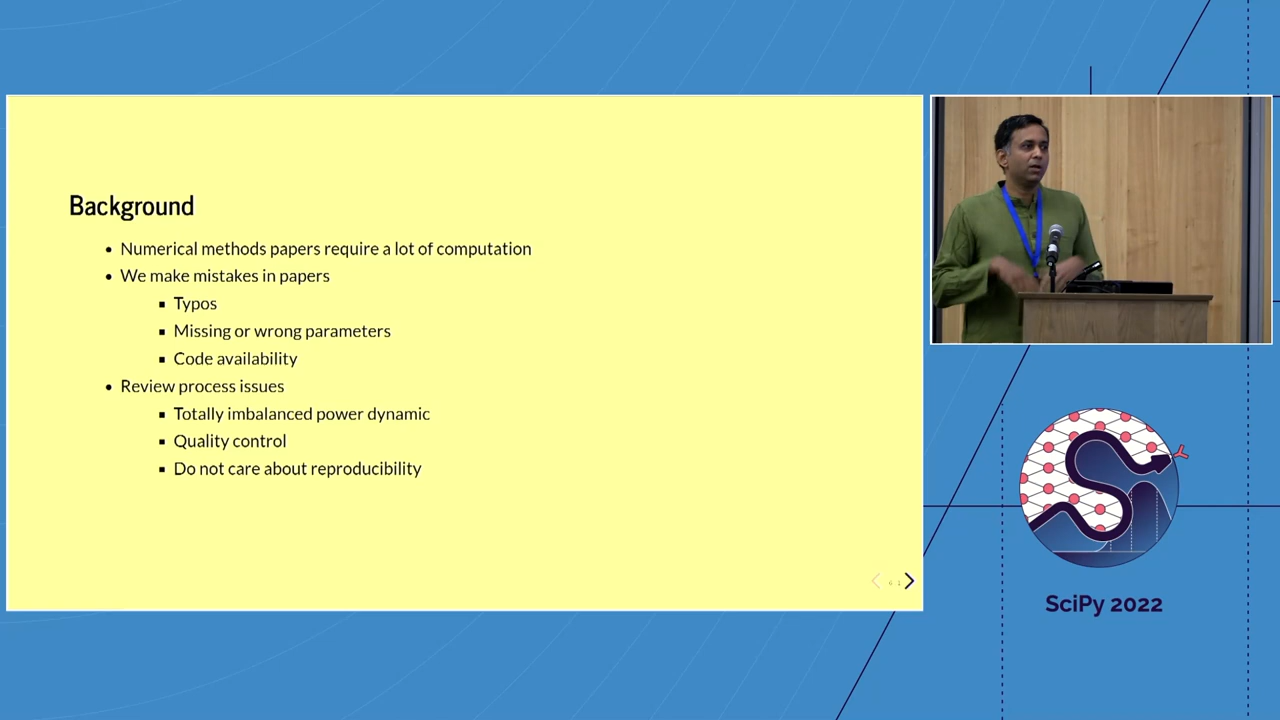 Background
Numerical methods papers require a lot of computation
We make mistakes in papers
Typos
Missing or wrong parameters
Code availability
Review process issues
Totally imbalanced power dynamic
Quality control
Do not care about reproducibility
SciPy 2022